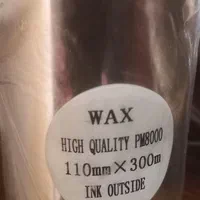 WAX
HIGH QUALITY PM8000
110mm×300m
INK OUTSIDE